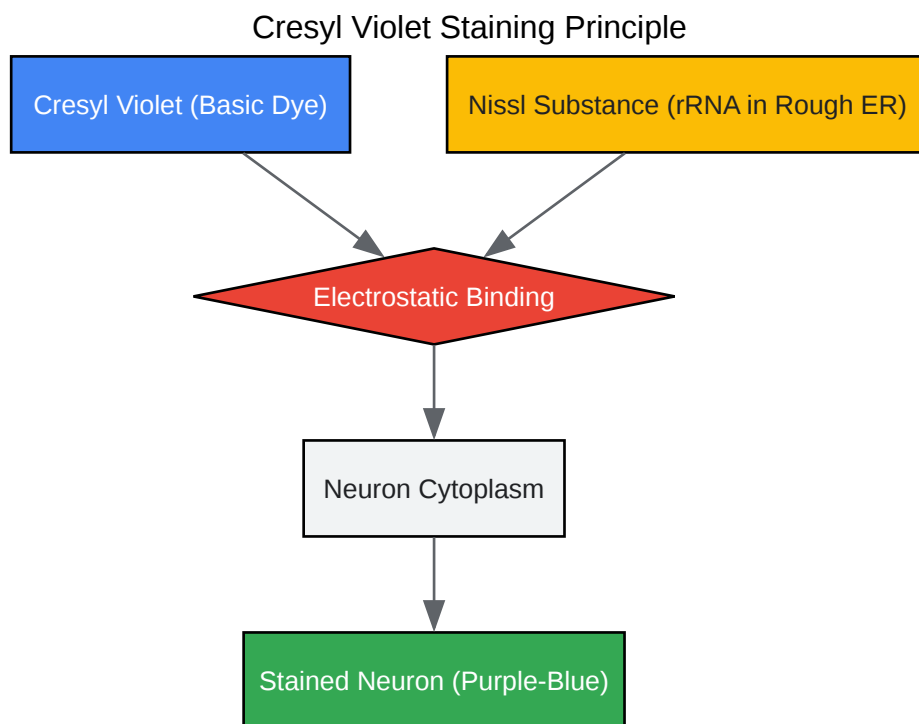 Cresyl Violet Staining Principle
Cresyl Violet (Basic Dye)
Nissl Substance (rRNA in Rough ER)
Electrostatic Binding
Neuron Cytoplasm
Stained Neuron (Purple-Blue)